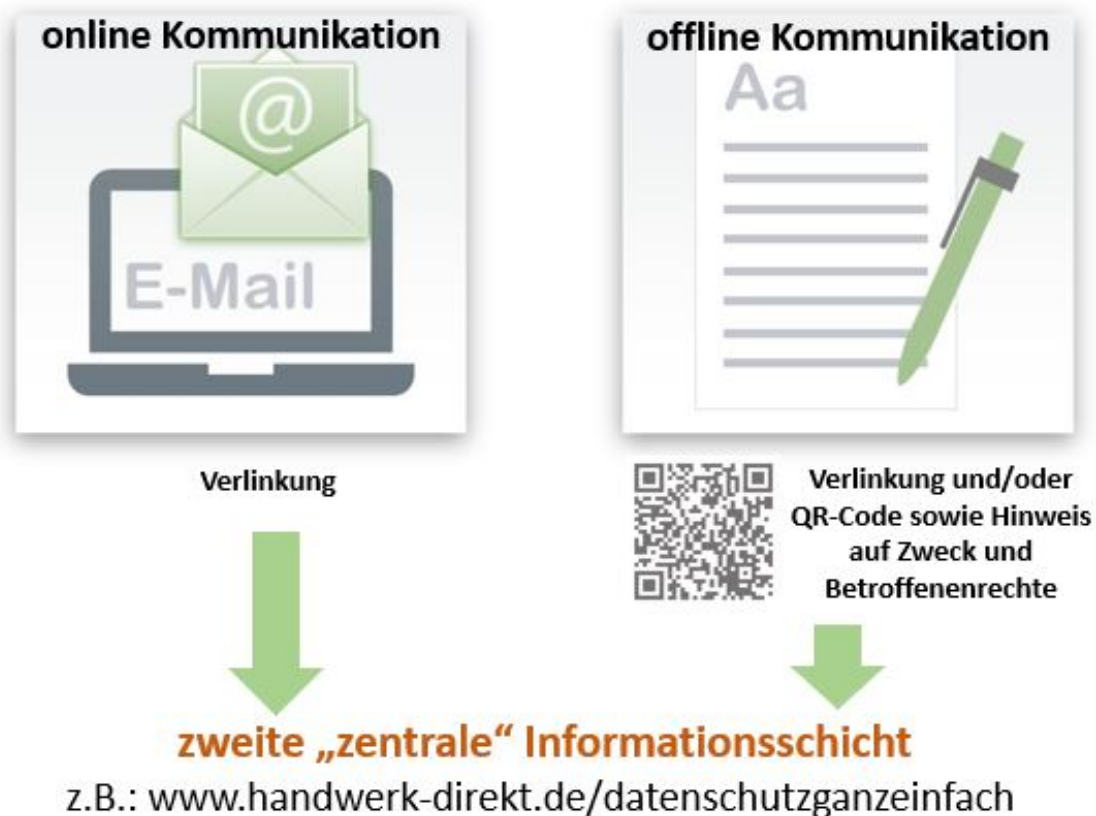 online Kommunikation
@
E-Mail
Verlinkung
offline Kommunikation
Aa
Verlinkung und/oder
QR-Code sowie Hinweis
auf Zweck und
Betroffenenrechte
zweite „zentrale“ Informationsschicht
z.B.: www.handwerk-direkt.de/datenschutzganzeinfach